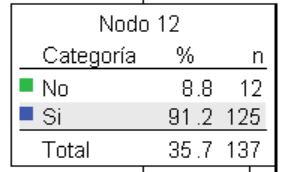 Nodo 12
Categoría % n
No 8.8 12
Si 91.2 125
Total 35.7 137